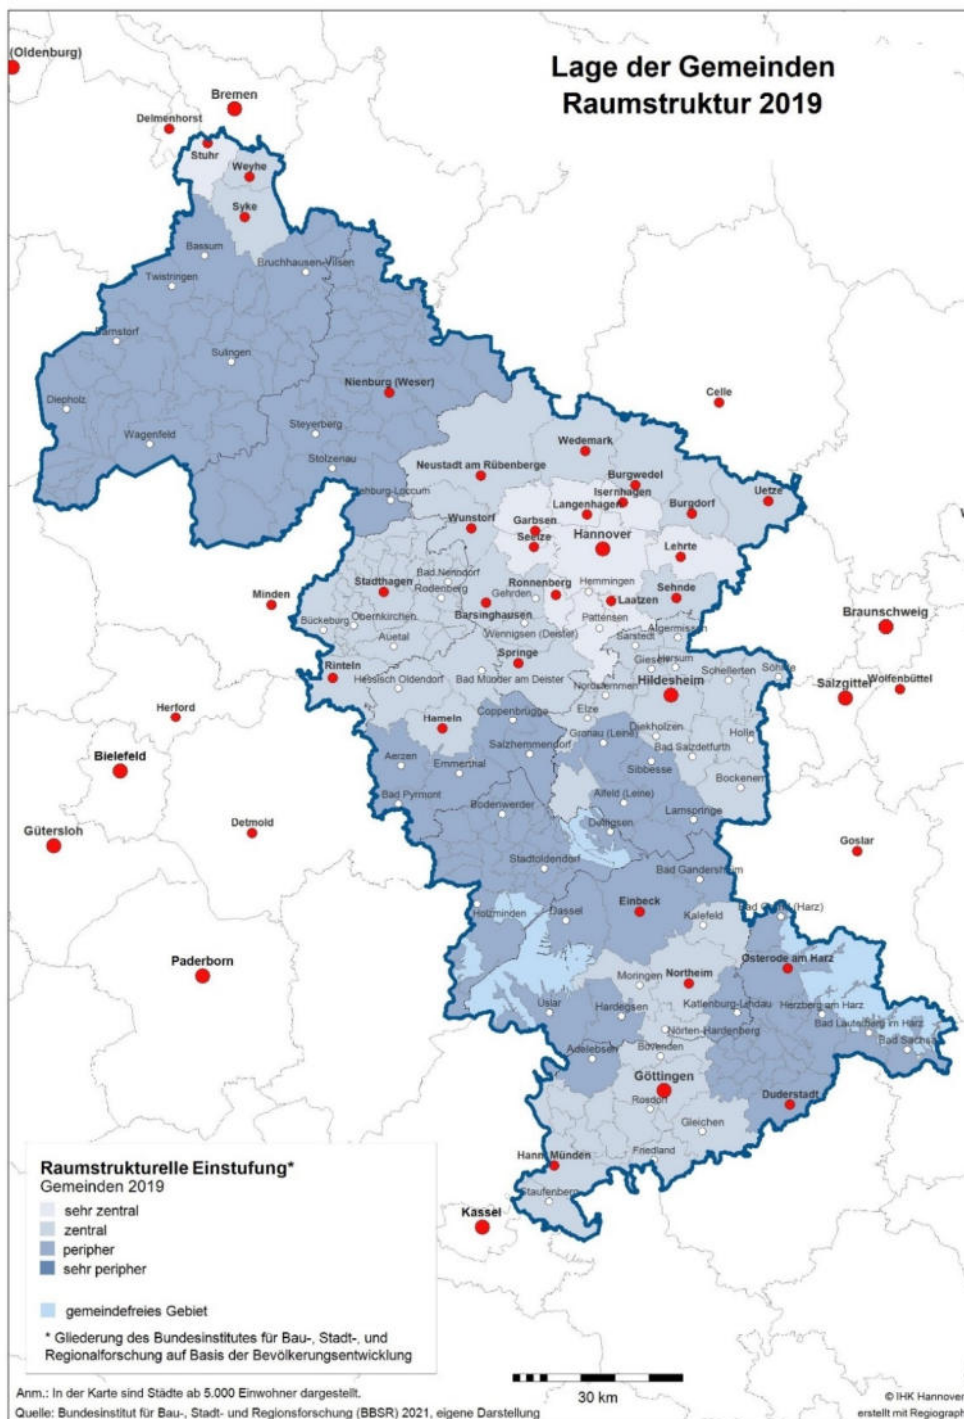 Lage der Gemeinden
Raumstruktur 2019
(Oldenburg)
Bremen
Delmenhorst
Stuhr
Weyhe
Syke
Bassum
Bruchhausen-Vilsen
Twistringen
Barnstorf
Sulingen
Nienburg (Weser)
Celle
Diepholz
Steyerberg
Wagenfeld
Wedemark
Stolzenau
Neustadt am Rübenberge
Burgwedel
Rehburg-Loccum
Isernhagen
Uetze
Langenhagen
Burgdorf
Wunstorf
Garbsen
Seelze
Hannover
Lehrte
Bad Nenndorf
Stadthagen
Ronnenberg
Hemmingen
Sehnde
Minden
Rodenberg
Gehrden
Laatzen
Braunschweig
Obernkirchen
Barsinghausen
Pattensen
Bückeburg
Auetal
Wennigsen (Deister)
Algermissen
Sarstedt
Springe
Giesen
Harsum
Rinteln
Hessisch Oldendorf
Bad Münder am Deister
Schellerten
Söhlde
Salzgitter
Wolfenbüttel
Nordstemmen
Hildesheim
Herford
Coppenbrügge
Elze
Hameln
Gronau (Leine)
Diekholzen
Holle
Bielefeld
Aerzen
Salzhemmendorf
Bad Salzdetfurth
Emmerthal
Sibbesse
Bockenem
Bad Pyrmont
Bodenwerder
Alfeld (Leine)
Lamspringe
Gütersloh
Detmold
Delligsen
Goslar
Stadtoldendorf
Bad Gandersheim
Einbeck
Holzminden
Dassel
Kalefeld
Bad Grund (Harz)
Paderborn
Osterode am Harz
Moringen
Northeim
Uslar
Hardegsen
Katlenburg-Lindau
Herzberg am Harz
Bad Lauterberg im Harz
Nörten-Hardenberg
Bad Sachsa
Adelebsen
Bovenden
Göttingen
Duderstadt
Rosdorf
Gleichen
Friedland
Hann. Münden
Staufenberg
Kassel
Raumstrukturelle Einstufung*
Gemeinden 2019
sehr zentral
zentral
peripher
sehr peripher
gemeindefreies Gebiet
* Gliederung des Bundesinstitutes für Bau-, Stadt-, und
Regionalforschung auf Basis der Bevölkerungsentwicklung
30 km
Anm.: In der Karte sind Städte ab 5.000 Einwohner dargestellt.
Quelle: Bundesinstitut für Bau-, Stadt- und Regionsforschung (BBSR) 2021, eigene Darstellung
© IHK Hannover
erstellt mit Regiograph